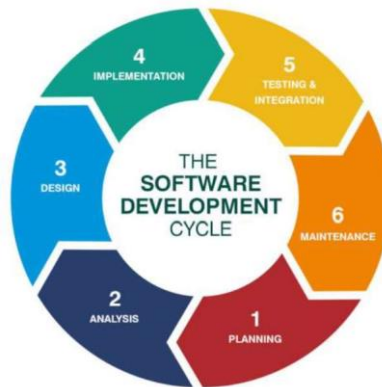 THE
SOFTWARE
DEVELOPMENT
CYCLE
1
PLANNING
2
ANALYSIS
3
DESIGN
4
IMPLEMENTATION
5
TESTING &
INTEGRATION
6
MAINTENANCE